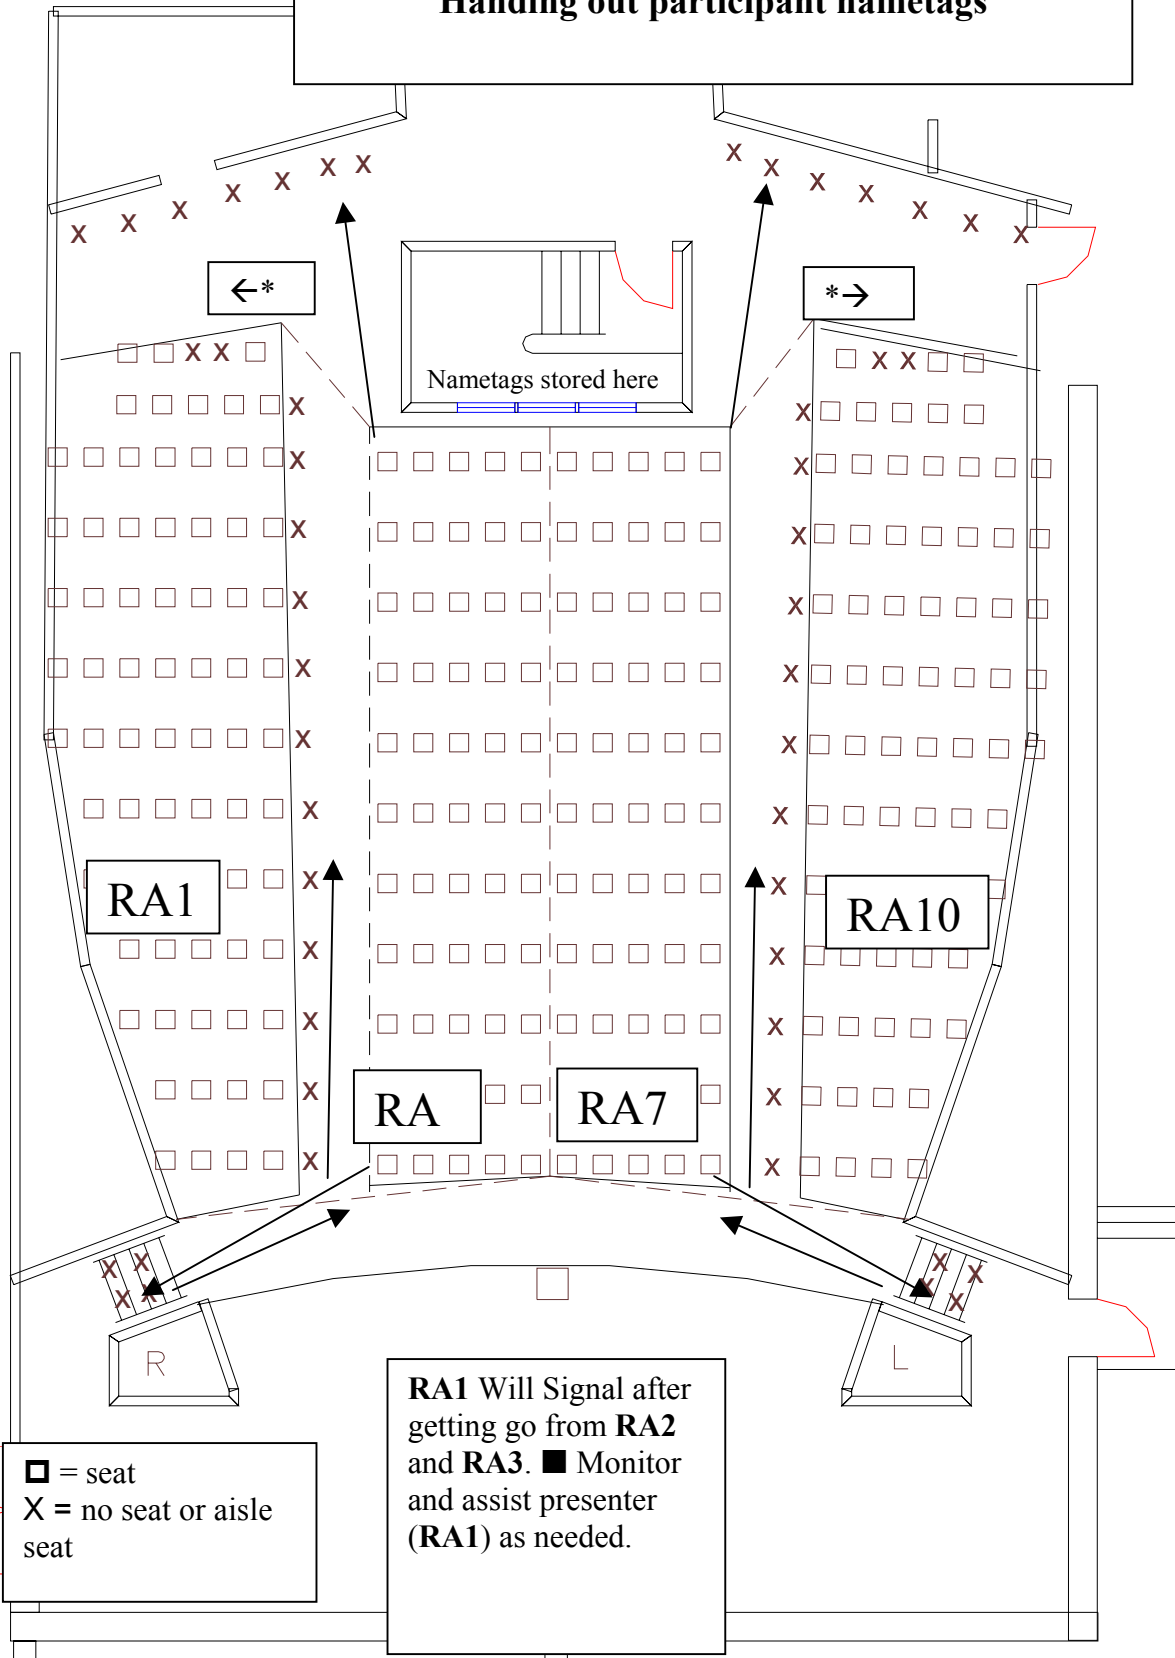 Handing out participant nametags
X X X X X X X
X X X X X X X
←*
*→
X X
X X
Nametags stored here
X X
X X
X X
X X
X X
X X
X X
X X
RA1
X X
RA10
X X
X X
RA
RA7
X X
X X
X X X X
X X X X
R
L
RA1 Will Signal after
getting go from RA2
and RA3. ■ Monitor
and assist presenter
(RA1) as needed.
□ = seat
X = no seat or aisle
seat